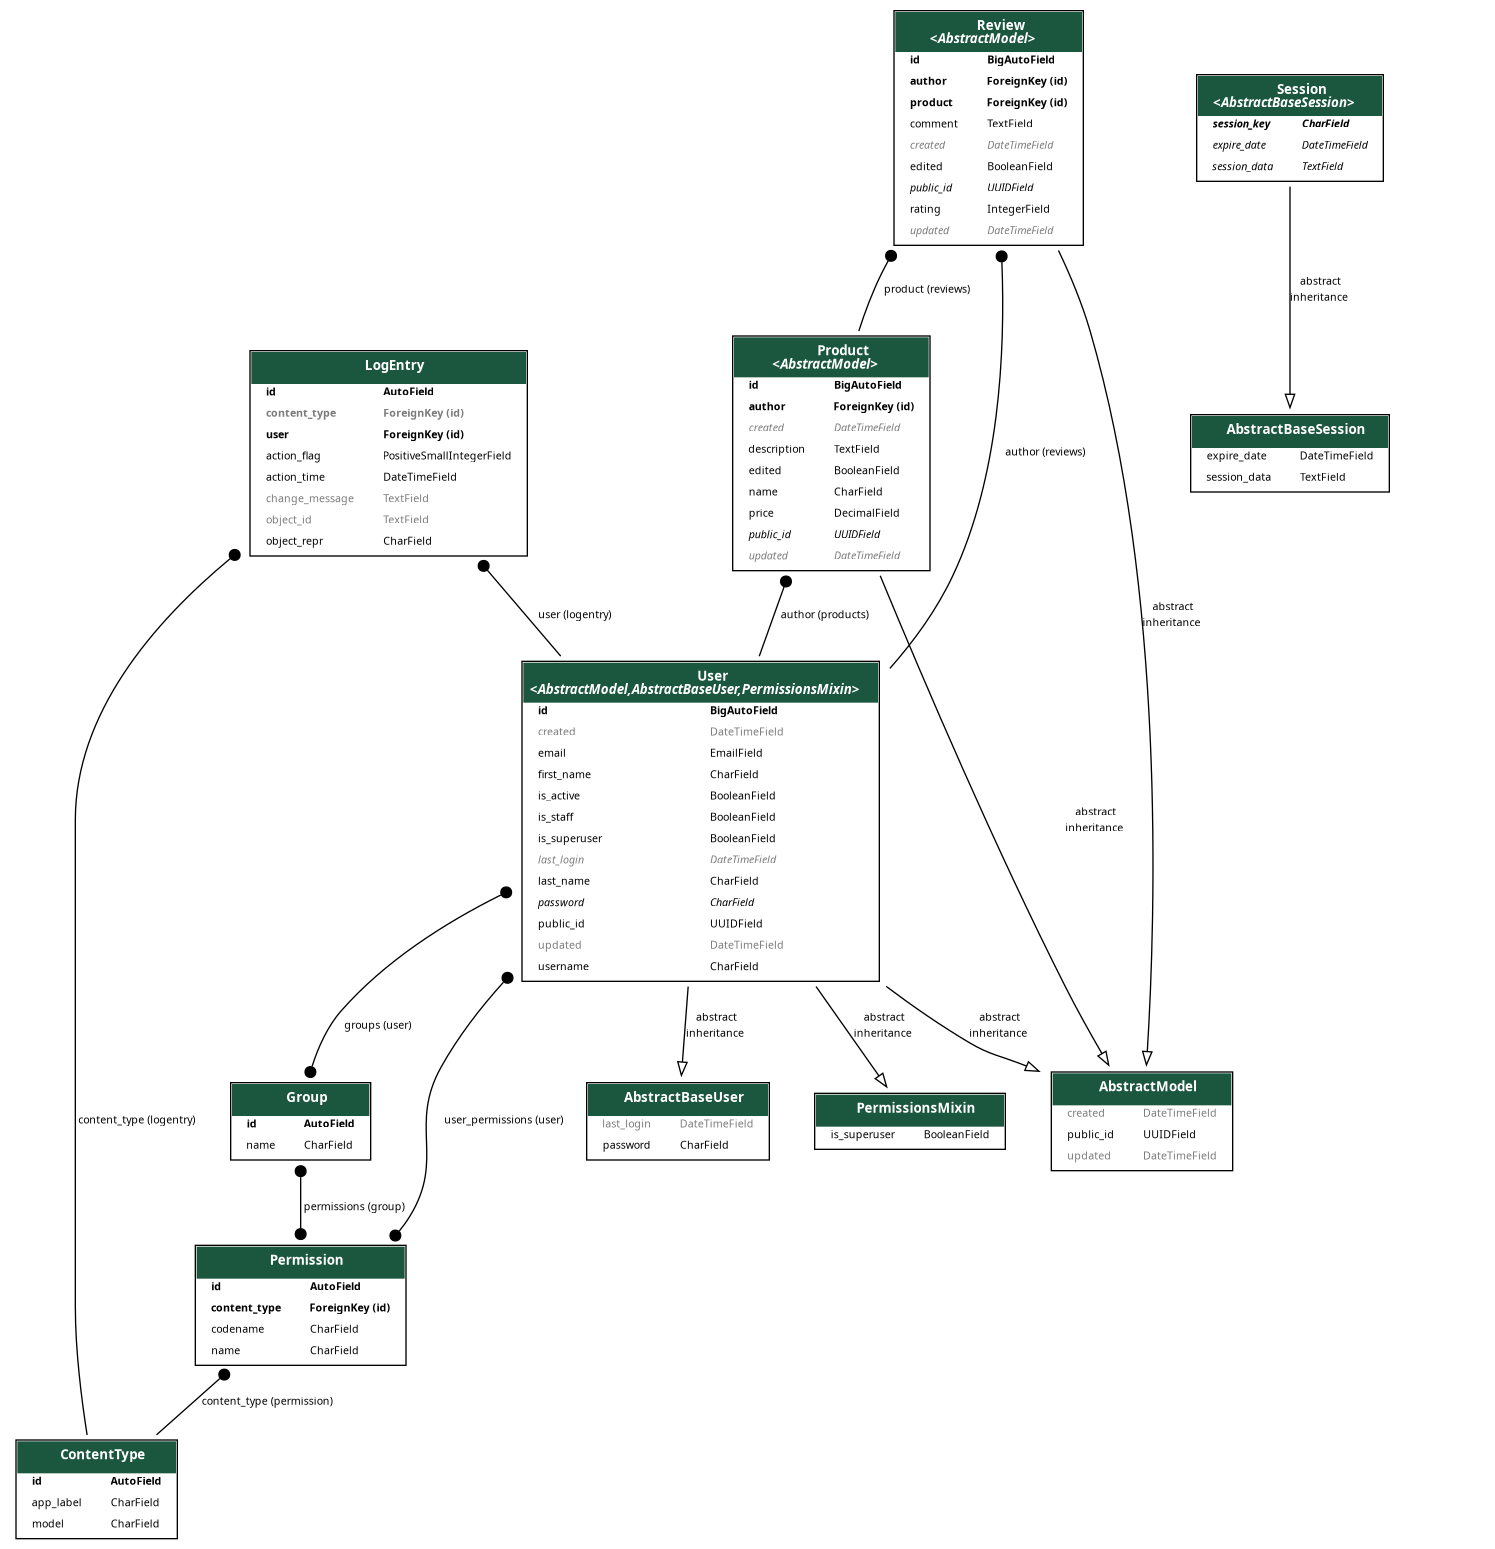 Review
<AbstractModel>
id BigAutoField
author ForeignKey (id)
product ForeignKey (id)
comment TextField
created DateTimeField
edited BooleanField
public_id UUIDField
rating IntegerField
updated DateTimeField
Session
<AbstractBaseSession>
session_key CharField
expire_date DateTimeField
session_data TextField
product (reviews)
abstract
inheritance
LogEntry
id AutoField
content_type ForeignKey (id)
user ForeignKey (id)
action_flag PositiveSmallIntegerField
action_time DateTimeField
change_message TextField
object_id TextField
object_repr CharField
Product
<AbstractModel>
id BigAutoField
author ForeignKey (id)
created DateTimeField
description TextField
edited BooleanField
name CharField
price DecimalField
public_id UUIDField
updated DateTimeField
author (reviews)
AbstractBaseSession
expire_date DateTimeField
session_data TextField
user (logentry)
author (products)
abstract
inheritance
User
<AbstractModel,AbstractBaseUser,PermissionsMixin>
id BigAutoField
created DateTimeField
email EmailField
first_name CharField
is_active BooleanField
is_staff BooleanField
is_superuser BooleanField
last_login DateTimeField
last_name CharField
password CharField
public_id UUIDField
updated DateTimeField
username CharField
abstract
inheritance
groups (user)
abstract
inheritance
abstract
inheritance
abstract
inheritance
content_type (logentry)
Group
id AutoField
name CharField
user_permissions (user)
AbstractBaseUser
last_login DateTimeField
password CharField
PermissionsMixin
is_superuser BooleanField
AbstractModel
created DateTimeField
public_id UUIDField
updated DateTimeField
permissions (group)
Permission
id AutoField
content_type ForeignKey (id)
codename CharField
name CharField
content_type (permission)
ContentType
id AutoField
app_label CharField
model CharField